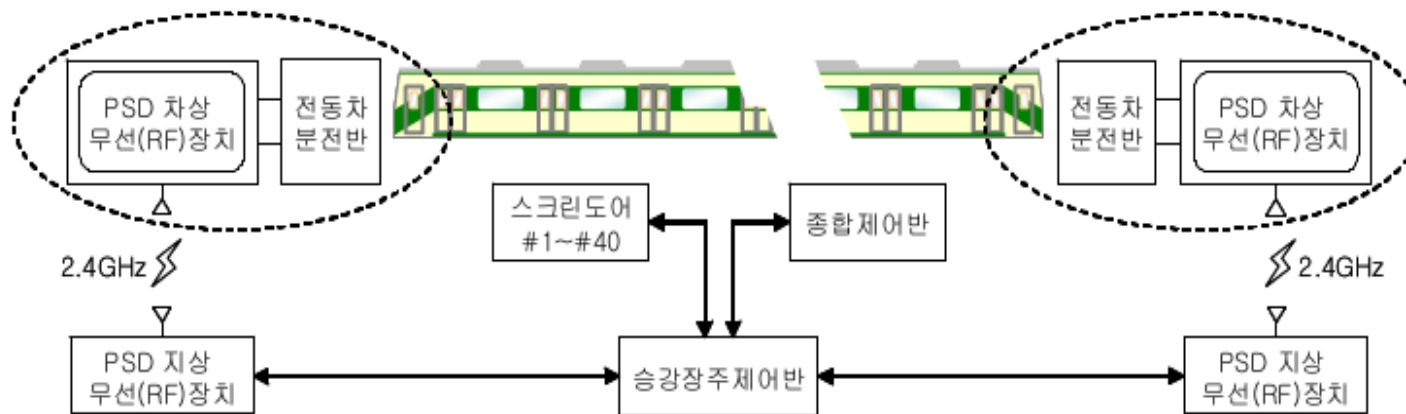 PSD 차상
무선(RF)장치
전동차
분전반
전동차
분전반
PSD 차상
무선(RF)장치
스크린도어
#1~#40
종합제어반
2.4GHz
2.4GHz
PSD 지상
무선(RF)장치
승강장주제어반
PSD 지상
무선(RF)장치